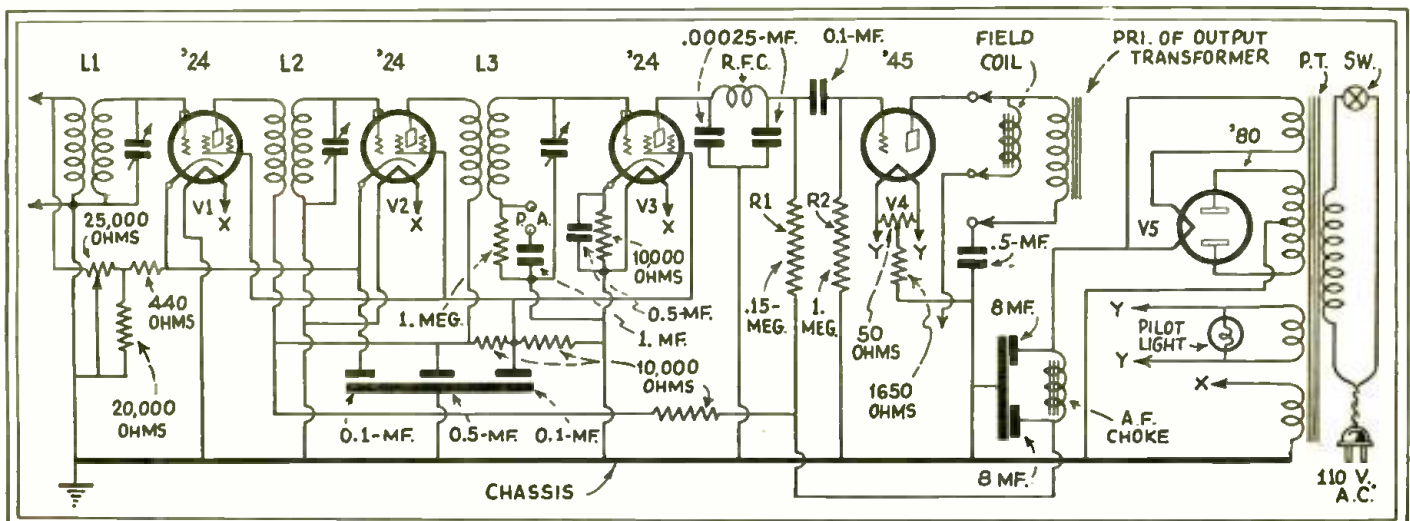 L1
'24
L2
'24
L3
'24
.00025-MF.
R.F.C.
0.1-MF.
'45
FIELD
COIL
PRI. OF OUTPUT
TRANSFORMER
P.T.
SW.
'80
V1
X
V2
X
P.A.
V3
X
R1
R2
V4
Y
Y
V5
25,000
OHMS
440
OHMS
20,000
OHMS
1. MEG.
10,000
OHMS
0.5-MF.
1. MF.
10,000
OHMS
.15-
MEG.
1.
MEG.
50
OHMS
1650
OHMS
.5-MF.
8 MF.
8 MF.
A.F.
CHOKE
Y
Y
PILOT
LIGHT
X
0.1-MF.
0.5-MF.
0.1-MF.
CHASSIS
110 V.
A.C.